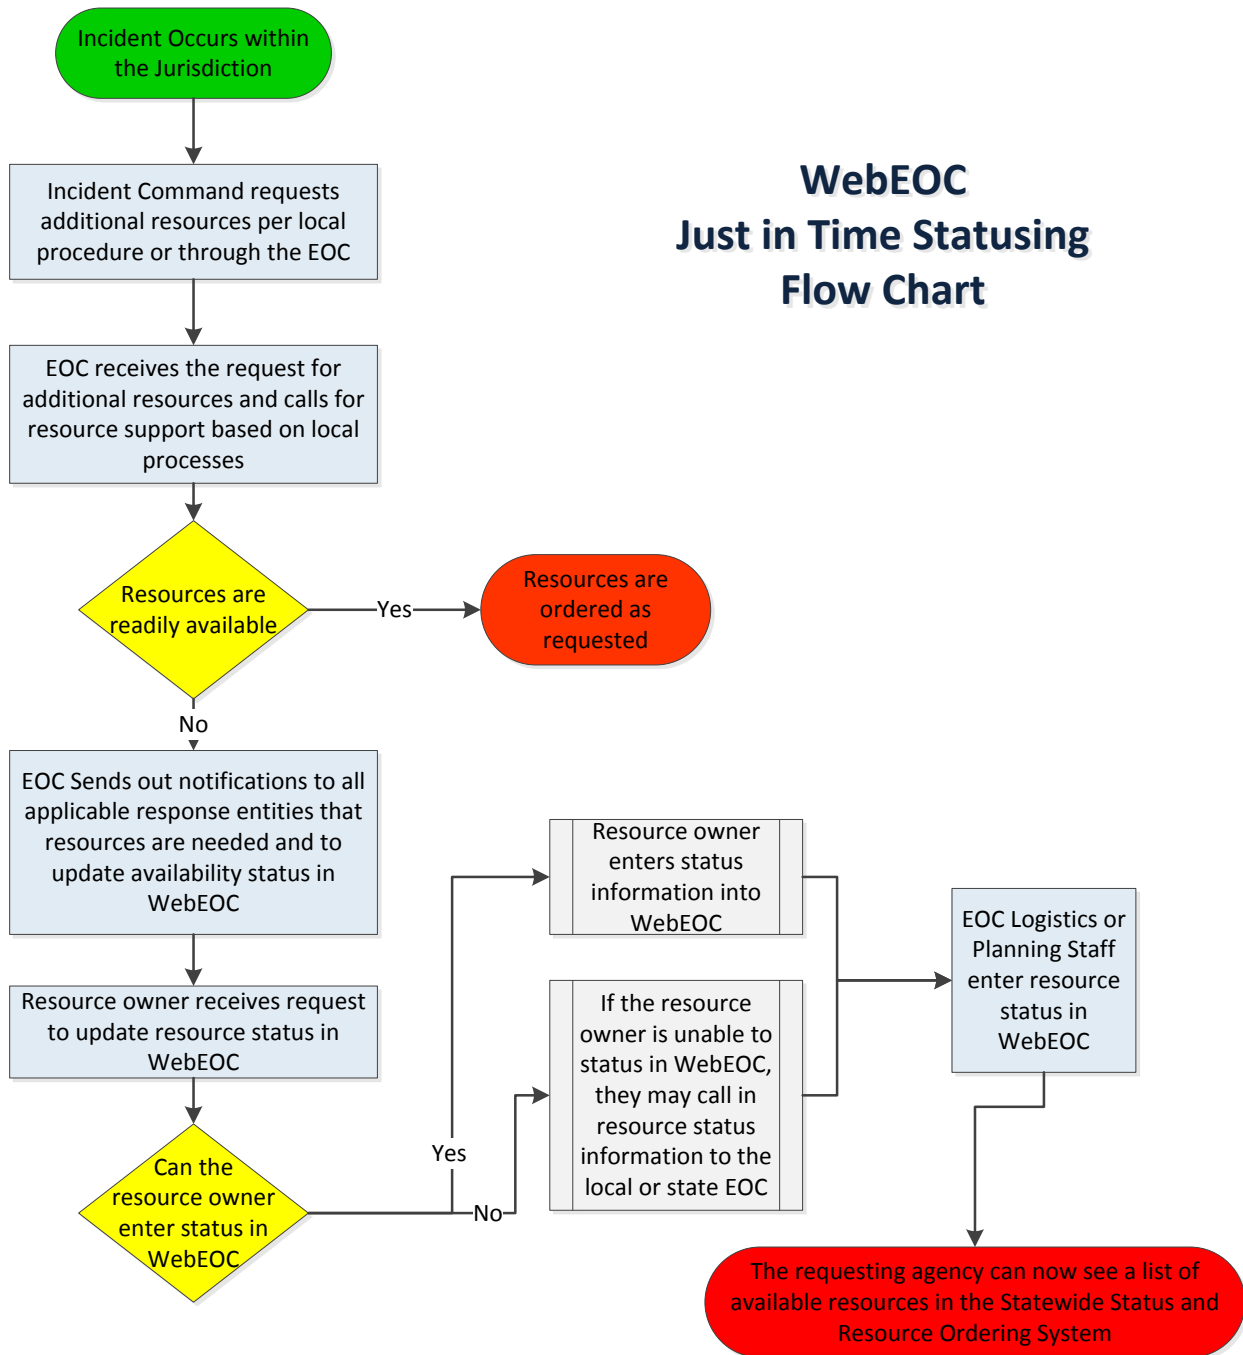 Incident Occurs within
the Jurisdiction
WebEOC
Just in Time Statusing
Flow Chart
Incident Command requests
additional resources per local
procedure or through the EOC
EOC receives the request for
additional resources and calls for
resource support based on local
processes
Resources are
readily available
Yes
Resources are
ordered as
requested
No
EOC Sends out notifications to all
applicable response entities that
resources are needed and to
update availability status in
WebEOC
Resource owner receives request
to update resource status in
WebEOC
Can the
resource owner
enter status in
WebEOC
Yes
No
Resource owner
enters status
information into
WebEOC
If the resource
owner is unable to
status in WebEOC,
they may call in
resource status
information to the
local or state EOC
EOC Logistics or
Planning Staff
enter resource
status in
WebEOC
The requesting agency can now see a list of
available resources in the Statewide Status and
Resource Ordering System